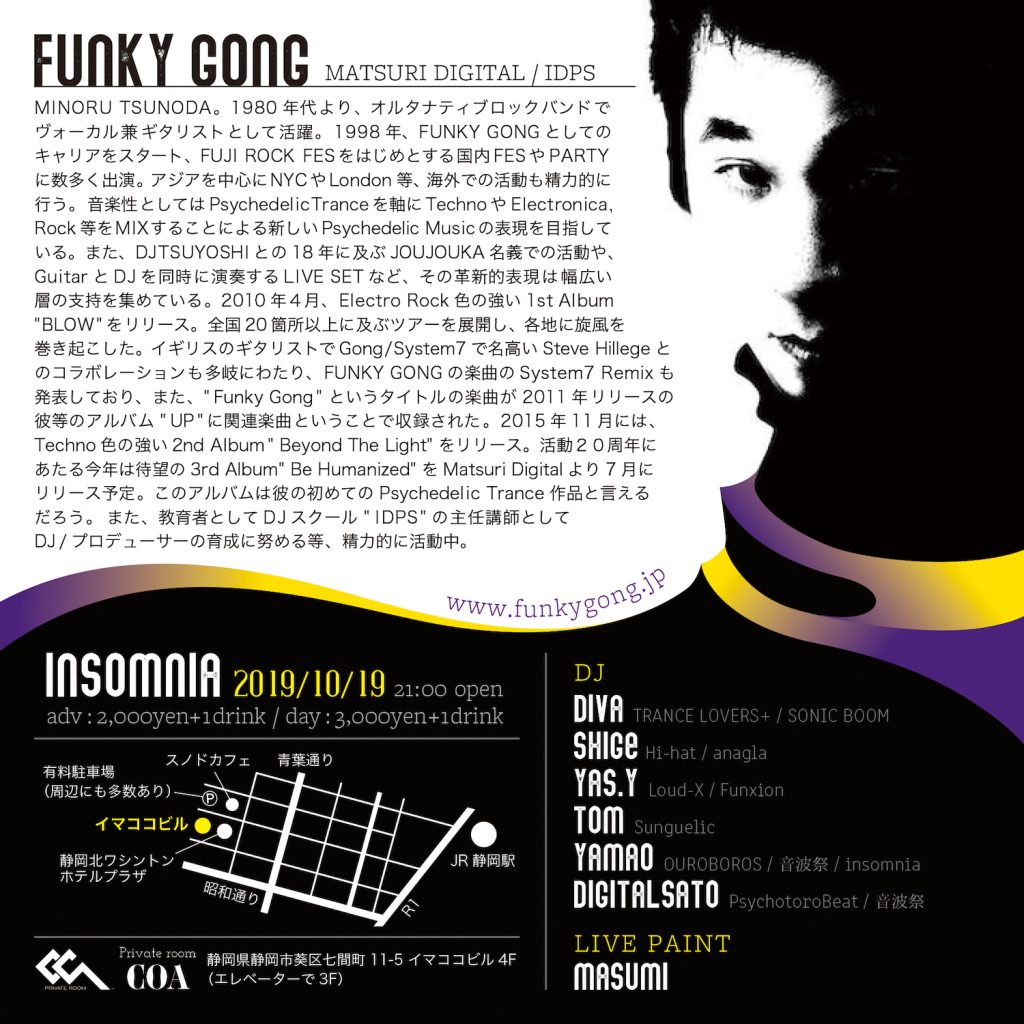 FUNKY GONG MATSURI DIGITAL / IDPS
MINORU TSUNODA。1980 年代より、オルタナティブロックバンドで
ヴォーカル兼ギタリストとして活躍。1998 年、FUNKY GONG としての
キャリアをスタート、FUJI ROCK FES をはじめとする国内 FES や PARTY
に数多く出演。アジアを中心に NYC や London 等、海外での活動も精力的に
行う。音楽性としては PsychedelicTrance を軸に Techno や Electronica,
Rock 等を MIX することによる新しい Psychedelic Music の表現を目指して
いる。また、DJTSUYOSHI との 18 年に及ぶ JOUJOUKA 名義での活動や、
Guitar と DJ を同時に演奏する LIVE SET など、その革新的表現は幅広い
層の支持を集めている。2010 年 4 月、Electro Rock 色の強い 1st Album
"BLOW" をリリース。全国 20 箇所以上に及ぶツアーを展開し、各地に旋風を
巻き起こした。イギリスのギタリストで Gong/System7 で名高い Steve Hillege と
のコラボレーションも多岐にわたり、FUNKY GONG の楽曲の System7 Remix も
発表しており、また、" Funky Gong " というタイトルの楽曲が 2011 年リリースの
彼等のアルバム " UP " に関連楽曲ということで収録された。2015 年 11 月には、
Techno 色の強い 2nd Album " Beyond The Light" をリリース。活動２０周年に
あたる今年は待望の 3rd Album" Be Humanized" を Matsuri Digital より 7 月に
リリース予定。このアルバムは彼の初めての Psychedelic Trance 作品と言える
だろう。また、教育者として DJ スクール " IDPS " の主任講師として
DJ / プロデューサーの育成に努める等、精力的に活動中。
www.funkygong.jp
INSOMNIA 2019/10/19 21:00 open
adv : 2,000yen+1drink / day : 3,000yen+1drink
スノドカフェ
青葉通り
有料駐車場
（周辺にも多数あり）
P
イマココビル
静岡北ワシントン
ホテルプラザ
昭和通り
R1
JR 静岡駅
PRIVATE ROOM
Private room
COA
静岡県静岡市葵区七間町 11-5 イマココビル 4F
（エレベーターで 3F）
DJ
DIVA TRANCE LOVERS+ / SONIC BOOM
SHIGE Hi-hat / anagla
YAS.Y Loud-X / Funxion
TOM Sunguelic
YAMAO OUROBOROS / 音波祭 / insomnia
DIGITALSATO PsychotoroBeat / 音波祭
LIVE PAINT
MASUMI